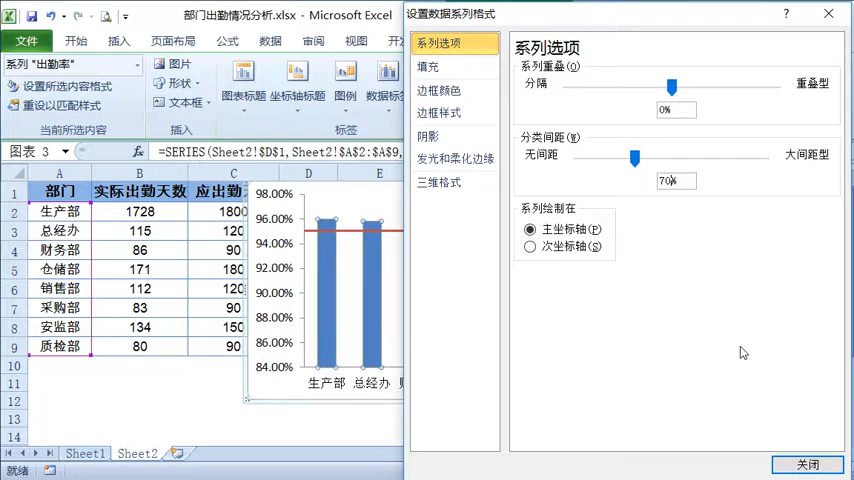 部门出勤情况分析.xlsx - Microsoft Excel
文件 开始 插入 页面布局 公式 数据 审阅 视图
系列 "出勤率"
设置所选内容格式
重设以匹配样式
当前所选内容
图片
形状
文本框
插入
图表标题 坐标轴标题 图例 数据标
标签
图表 3 fx =SERIES(Sheet2!$D$1,Sheet2!$A$2:$A$9,
A B C D E
1 部门 实际出勤天数
2 生产部 1728 1800
3 总经办 115 120
4 财务部 86 90
5 仓储部 171 180
6 销售部 112 120
7 采购部 83 90
8 安监部 134 150
9 质检部 80 90
10
11
12
13
14
98.00%
96.00%
94.00%
92.00%
90.00%
88.00%
86.00%
84.00%
生产部 总经办
Sheet1 Sheet2
就绪
设置数据系列格式
系列选项
填充
边框颜色
边框样式
阴影
发光和柔化边缘
三维格式
系列选项
系列重叠(O)
分隔 重叠型
0%
分类间距(W)
无间距 大间距型
70%
系列绘制在
主坐标轴(P)
次坐标轴(S)
关闭